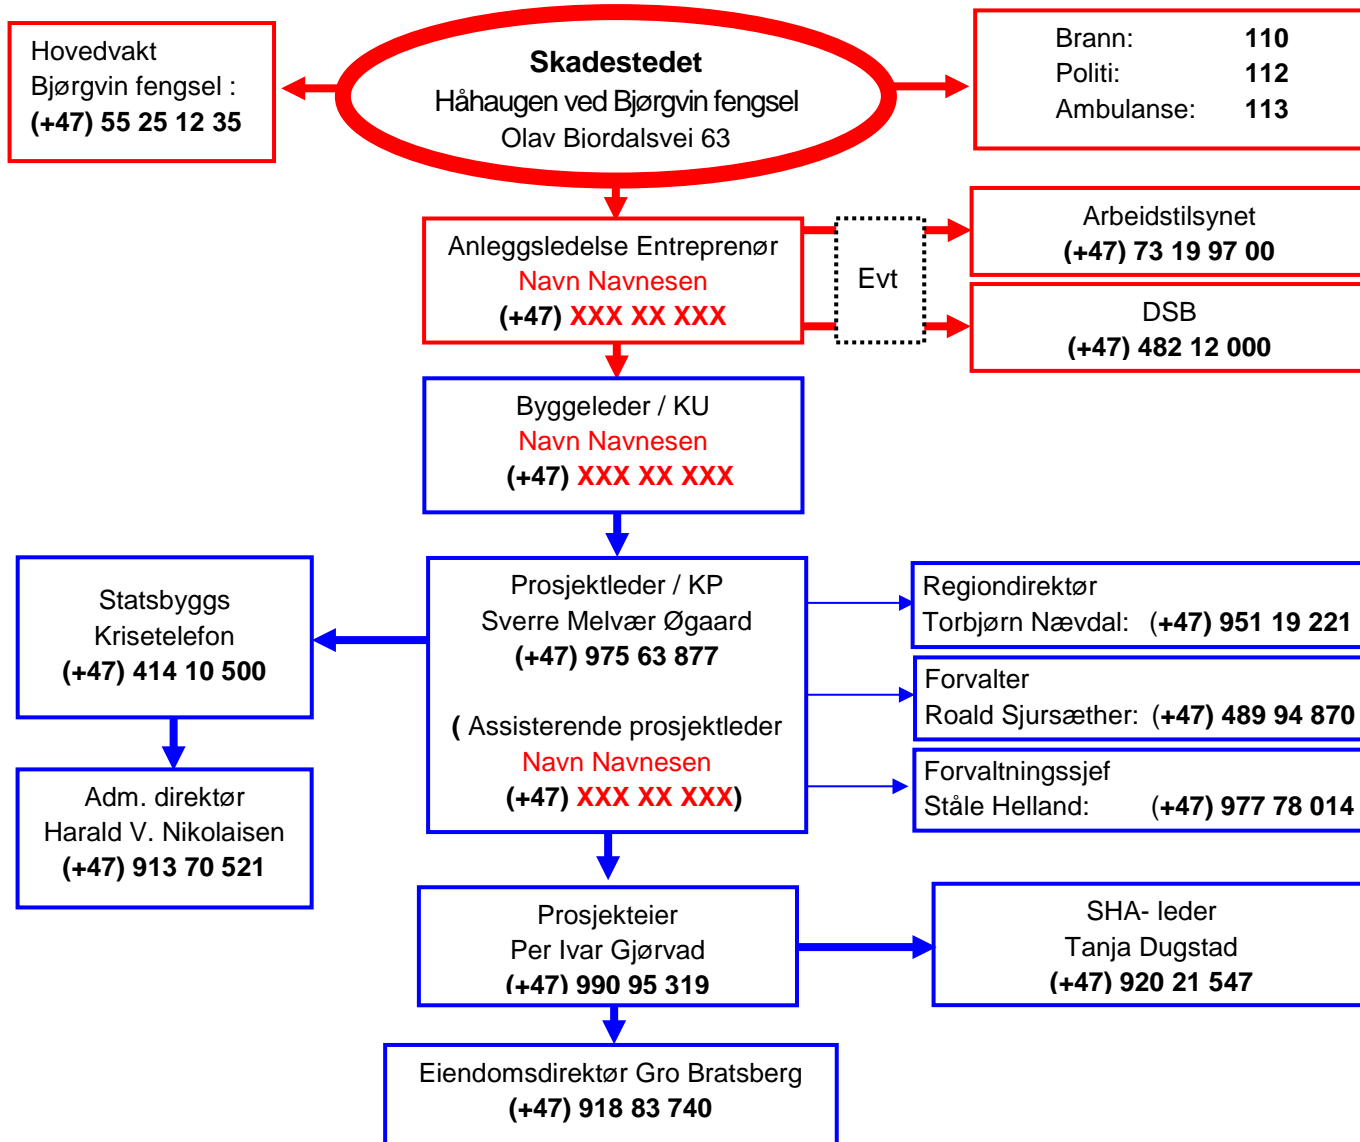 Hovedvakt
Bjørgvin fengsel :
(+47) 55 25 12 35
Skadestedet
Håhaugen ved Bjørgvin fengsel
Olav Bjordalsvei 63
Brann: 110
Politi: 112
Ambulanse: 113
Anleggsledelse Entreprenør
Navn Navnesen
(+47) XXX XX XXX
Evt
Arbeidstilsynet
(+47) 73 19 97 00
DSB
(+47) 482 12 000
Byggeleder / KU
Navn Navnesen
(+47) XXX XX XXX
Statsbyggs
Krisetelefon
(+47) 414 10 500
Prosjektleder / KP
Sverre Melvær Øgaard
(+47) 975 63 877
( Assisterende prosjektleder
Navn Navnesen
(+47) XXX XX XXX)
Regiondirektør
Torbjørn Nævdal: (+47) 951 19 221
Forvalter
Roald Sjursæther: (+47) 489 94 870
Forvaltningssjef
Ståle Helland: (+47) 977 78 014
Adm. direktør
Harald V. Nikolaisen
(+47) 913 70 521
Prosjekteier
Per Ivar Gjørvad
(+47) 990 95 319
SHA- leder
Tanja Dugstad
(+47) 920 21 547
Eiendomsdirektør Gro Bratsberg
(+47) 918 83 740